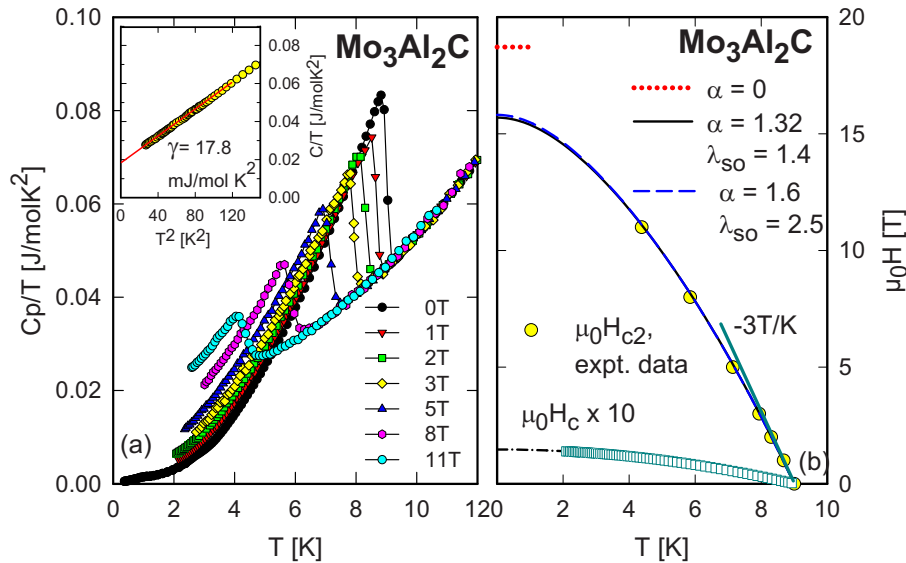 Mo3Al2C
Cp/T [J/molK2]
0.10
0.08
0.06
0.04
0.02
0.00
0 2 4 6 8 10 12
T [K]
(a)
0T
1T
2T
3T
5T
8T
11T
γ= 17.8
mJ/mol K2
0 40 80 120
T2 [K2]
0.08
0.06
0.04
0.02
0.00
C/T [J/molK2]
Mo3Al2C
α = 0
α = 1.32
λso = 1.4
α = 1.6
λso = 2.5
-3T/K
μ0Hc2,
expt. data
μ0Hc x 10
(b)
0 2 4 6 8 10
T [K]
20
15
10
5
0
μ0H [T]